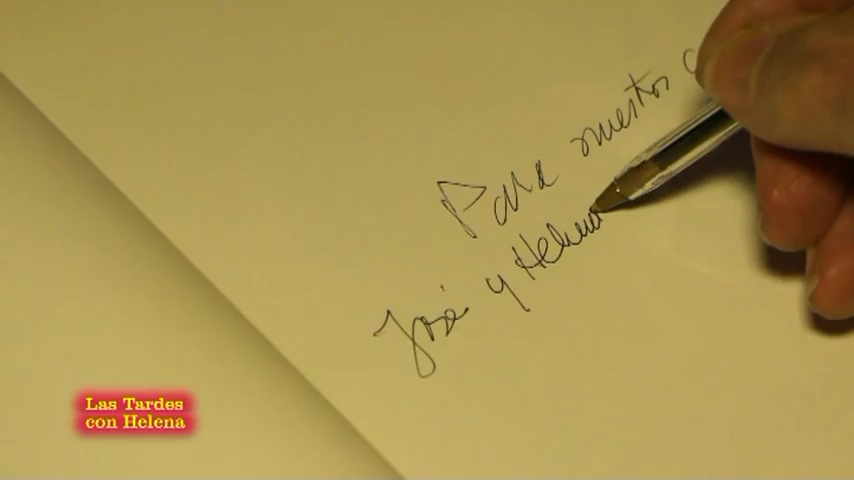 Para nuestros
José y Helena
Las Tardes
con Helena